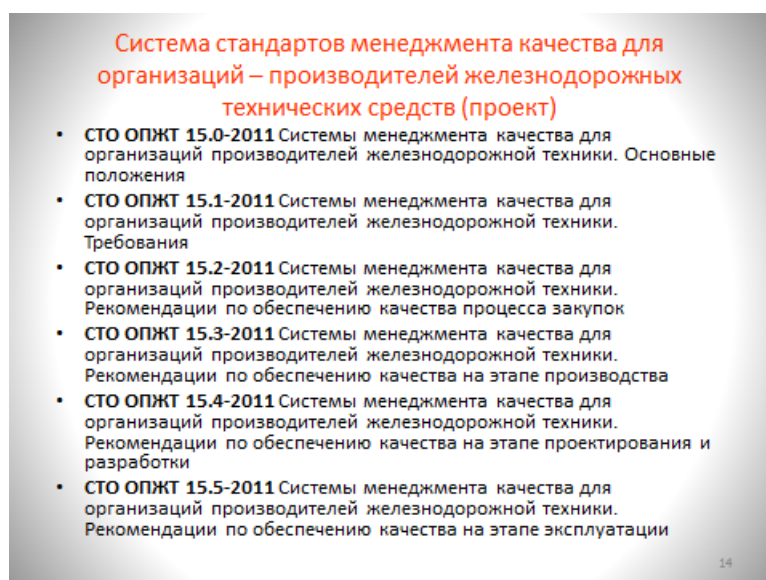 Система стандартов менеджмента качества для
организаций – производителей железнодорожных
технических средств (проект)
• СТО ОПЖТ 15.0-2011 Системы менеджмента качества для
организаций производителей железнодорожной техники. Основные
положения
• СТО ОПЖТ 15.1-2011 Системы менеджмента качества для
организаций производителей железнодорожной техники.
Требования
• СТО ОПЖТ 15.2-2011 Системы менеджмента качества для
организаций производителей железнодорожной техники.
Рекомендации по обеспечению качества процесса закупок
• СТО ОПЖТ 15.3-2011 Системы менеджмента качества для
организаций производителей железнодорожной техники.
Рекомендации по обеспечению качества на этапе производства
• СТО ОПЖТ 15.4-2011 Системы менеджмента качества для
организаций производителей железнодорожной техники.
Рекомендации по обеспечению качества на этапе проектирования и
разработки
• СТО ОПЖТ 15.5-2011 Системы менеджмента качества для
организаций производителей железнодорожной техники.
Рекомендации по обеспечению качества на этапе эксплуатации
14